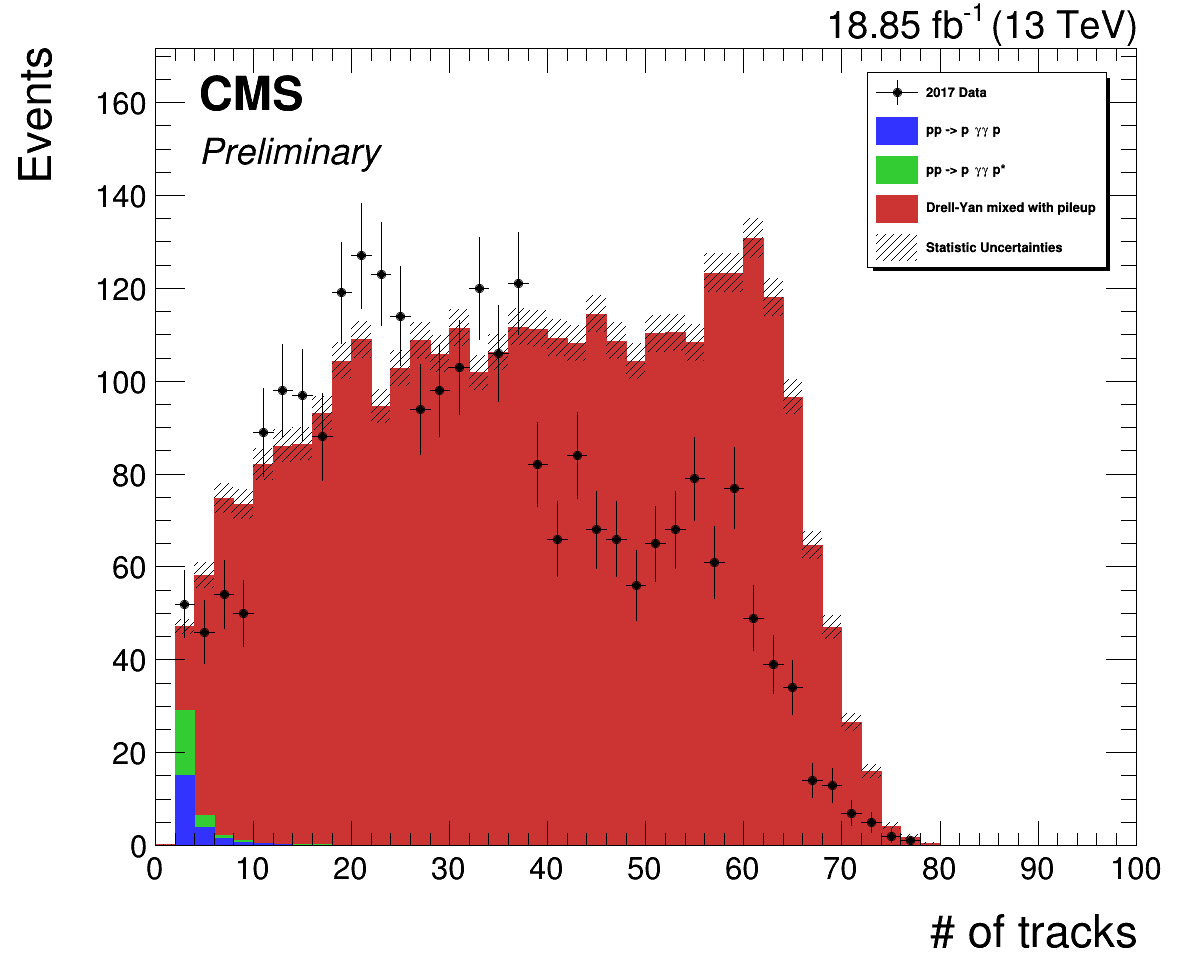 18.85 fb⁻¹ (13 TeV)
Events
CMS
Preliminary
2017 Data
pp -> p γγ p
pp -> p γγ p*
Drell-Yan mixed with pileup
Statistic Uncertainties
160
140
120
100
80
60
40
20
0
0 10 20 30 40 50 60 70 80 90 100
# of tracks